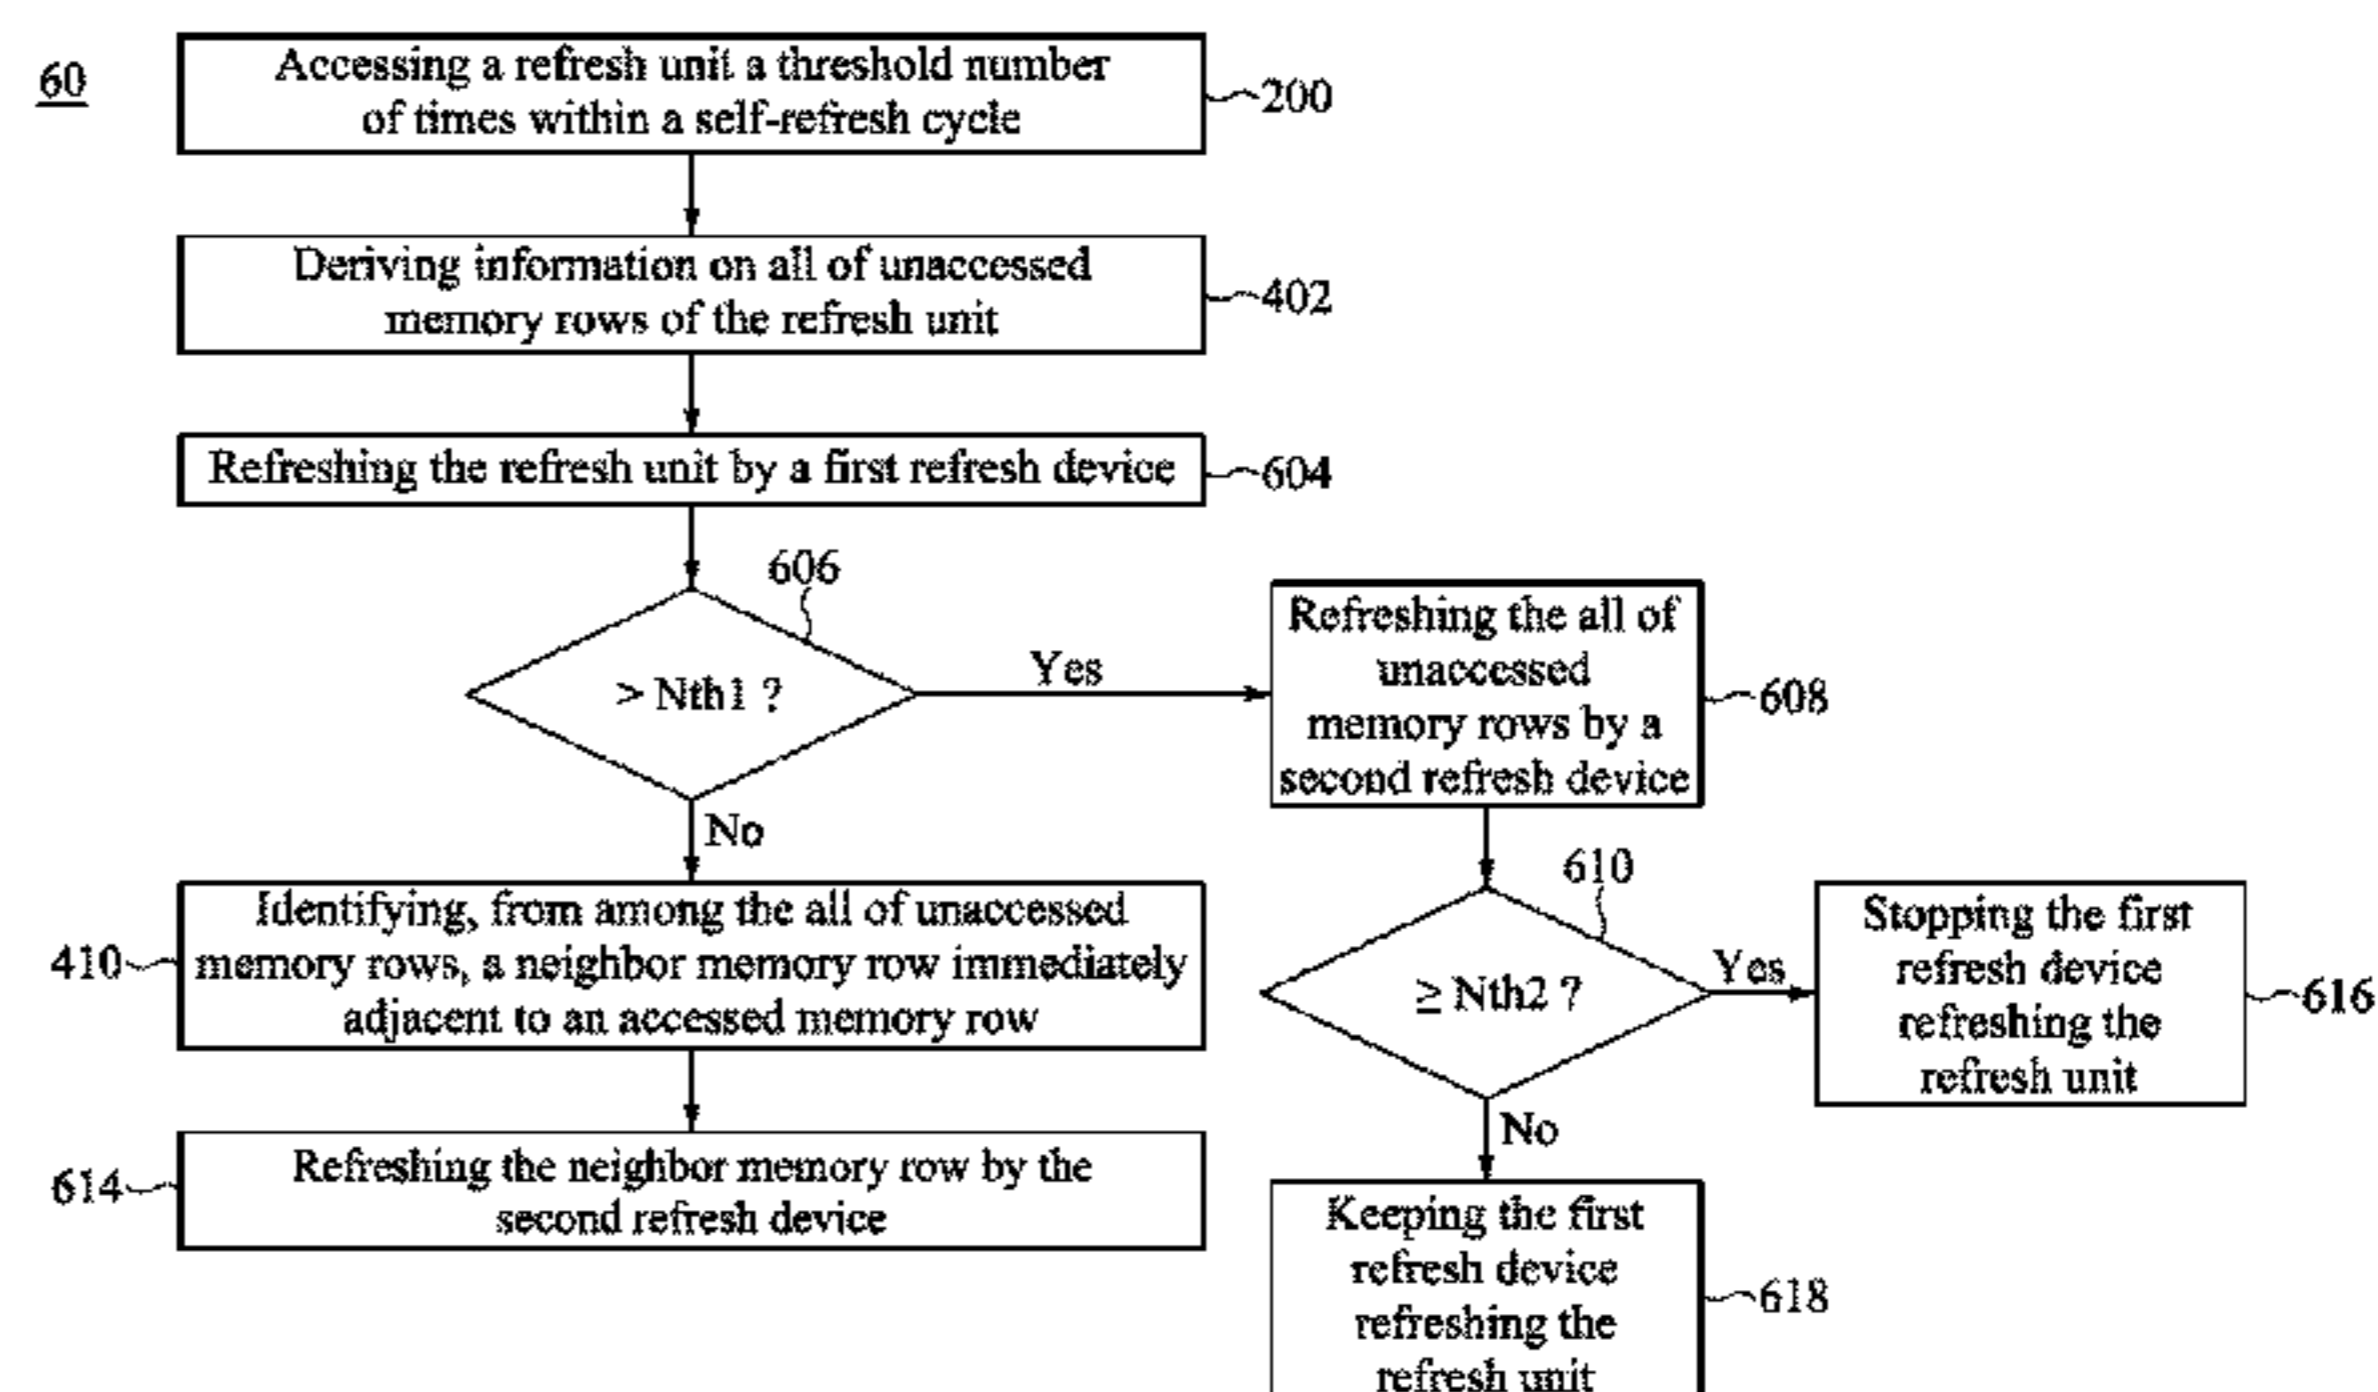 60
Accessing a refresh unit a threshold number
of times within a self-refresh cycle
200
Deriving information on all of unaccessed
memory rows of the refresh unit
402
Refreshing the refresh unit by a first refresh device
604
606
> Nth1 ?
Yes
No
Refreshing the all of
unaccessed
memory rows by a
second refresh device
608
410
Identifying, from among the all of unaccessed
memory rows, a neighbor memory row immediately
adjacent to an accessed memory row
610
≥ Nth2 ?
Yes
No
Stopping the first
refresh device
refreshing the
refresh unit
616
614
Refreshing the neighbor memory row by the
second refresh device
Keeping the first
refresh device
refreshing the
refresh unit
618